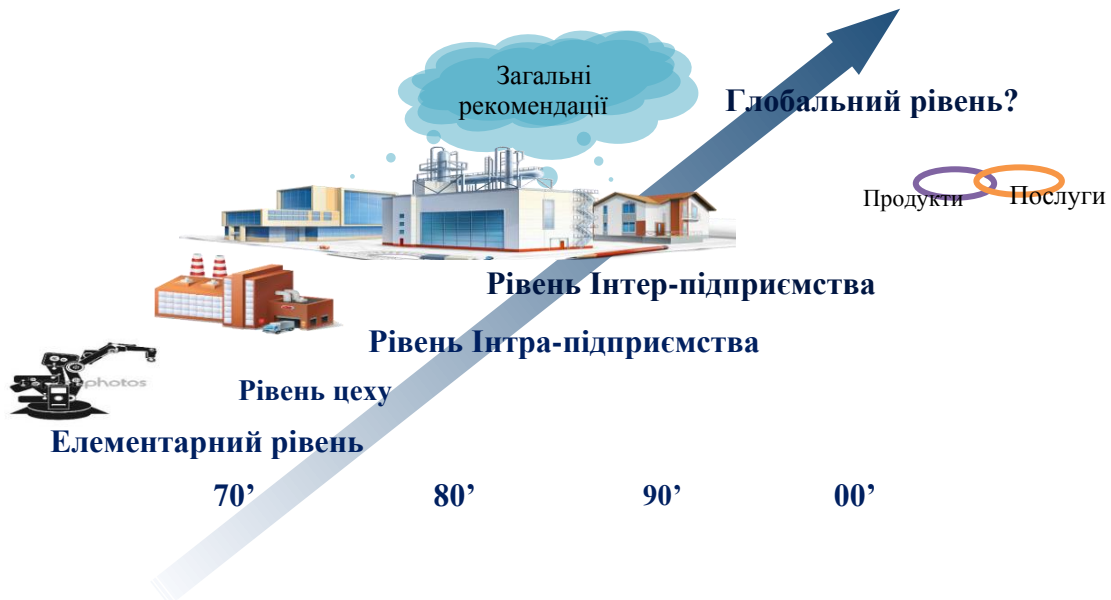 Загальні
рекомендації
Глобальний рівень?
Продукти
Послуги
Рівень Інтер-підприємства
Рівень Інтра-підприємства
photos
Рівень цеху
Елементарний рівень
70’
80’
90’
00’